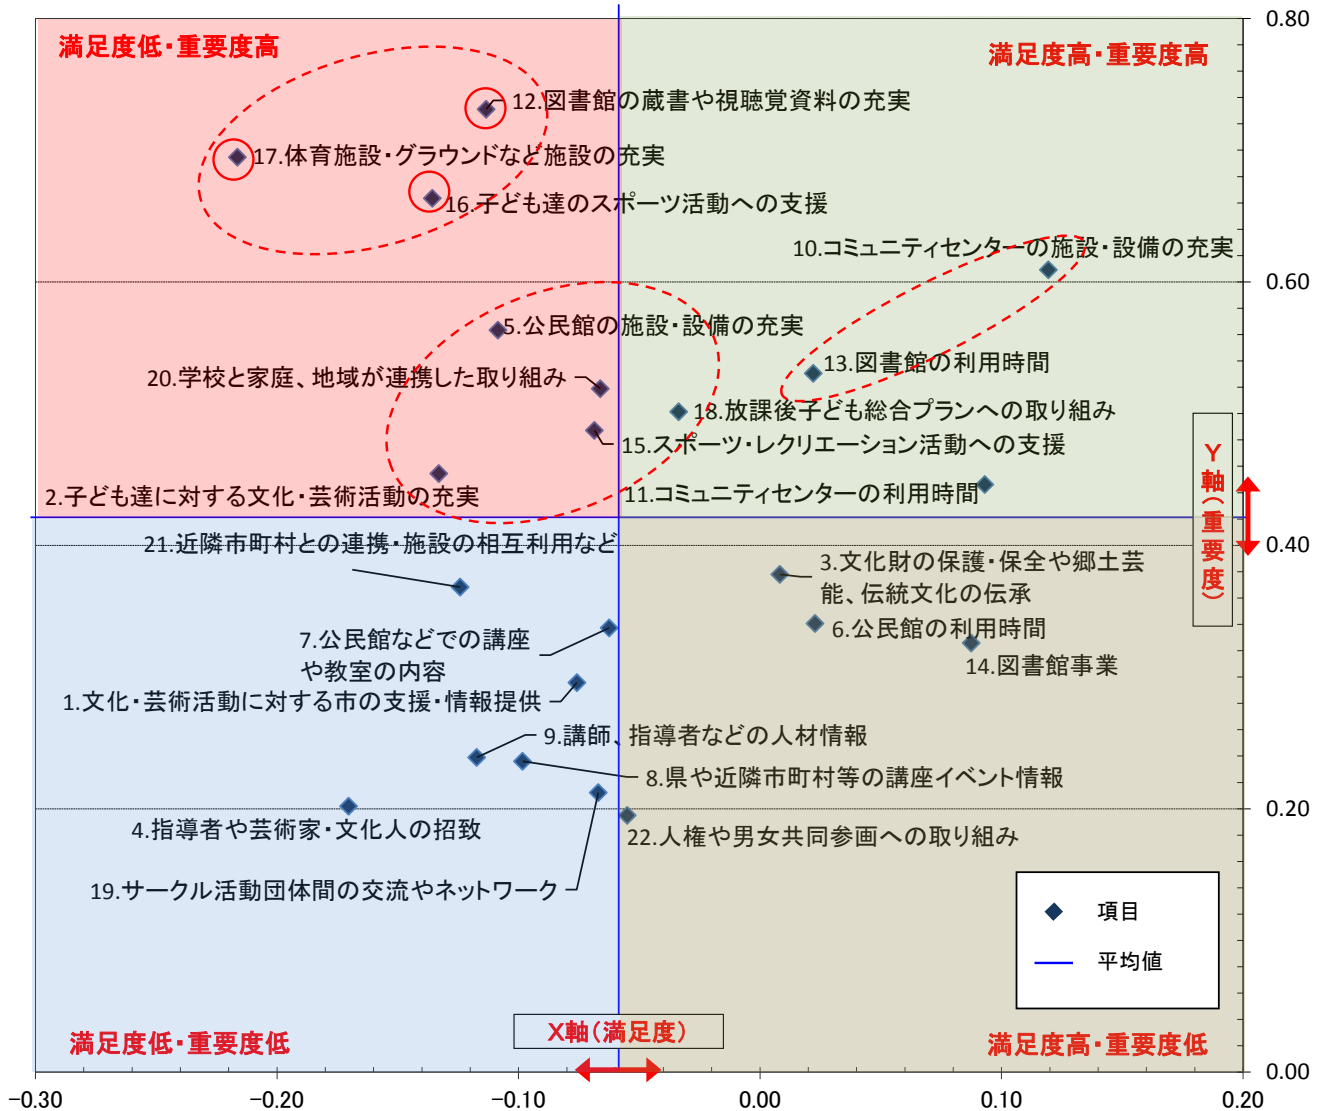 0.80
満足度低・重要度高
満足度高・重要度高
12.図書館の蔵書や視聴覚資料の充実
17.体育施設・グラウンドなど施設の充実
16.子ども達のスポーツ活動への支援
10.コミュニティセンターの施設・設備の充実
0.60
5.公民館の施設・設備の充実
13.図書館の利用時間
20.学校と家庭、地域が連携した取り組み
18.放課後子ども総合プランへの取り組み
15.スポーツ・レクリエーション活動への支援
2.子ども達に対する文化・芸術活動の充実
11.コミュニティセンターの利用時間
Y軸(重要度)
21.近隣市町村との連携・施設の相互利用など
0.40
3.文化財の保護・保全や郷土芸
能、伝統文化の伝承
7.公民館などでの講座
や教室の内容
6.公民館の利用時間
14.図書館事業
1.文化・芸術活動に対する市の支援・情報提供
9.講師、指導者などの人材情報
8.県や近隣市町村等の講座イベント情報
0.20
4.指導者や芸術家・文化人の招致
22.人権や男女共同参画への取り組み
19.サークル活動団体間の交流やネットワーク
項目
平均値
満足度低・重要度低
X軸(満足度)
満足度高・重要度低
0.00
-0.30
-0.20
-0.10
0.00
0.10
0.20